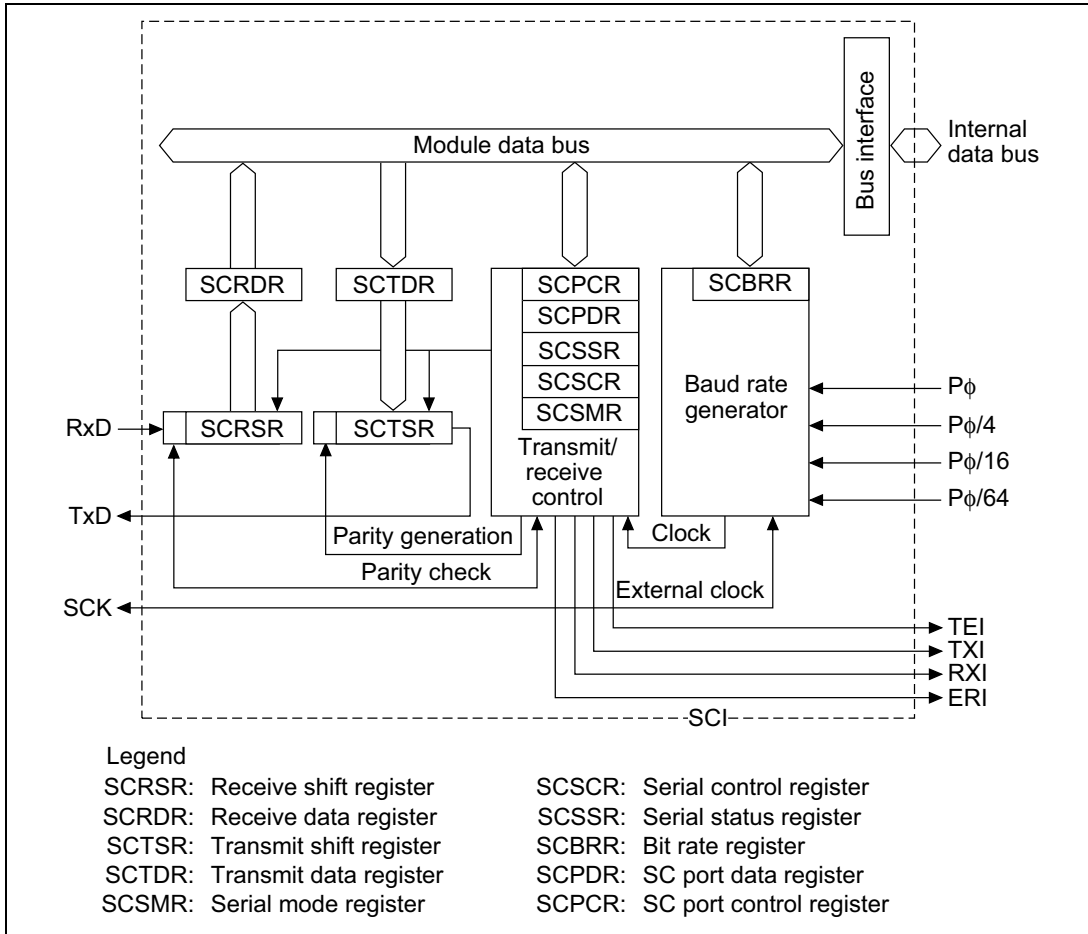 Module data bus
Bus interface
Internal
data bus
SCRDR
SCTDR
SCPCR
SCPDR
SCSSR
SCSCR
SCSMR
Transmit/
receive
control
SCBRR
Baud rate
generator
Pφ
Pφ/4
Pφ/16
Pφ/64
RxD
SCRSR
SCTSR
TxD
Parity generation
Clock
Parity check
External clock
SCK
TEI
TXI
RXI
ERI
SCI
Legend
SCRSR: Receive shift register
SCRDR: Receive data register
SCTSR: Transmit shift register
SCTDR: Transmit data register
SCSMR: Serial mode register
SCSCR: Serial control register
SCSSR: Serial status register
SCBRR: Bit rate register
SCPDR: SC port data register
SCPCR: SC port control register